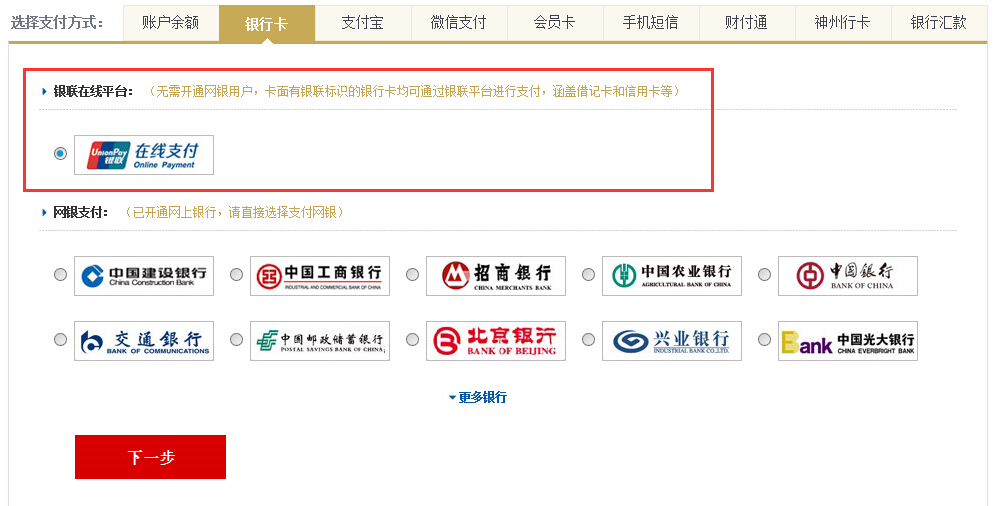 选择支付方式： 账户余额 银行卡 支付宝 微信支付 会员卡 手机短信 财付通 神州行卡 银行汇款
银联在线平台： （无需开通网银用户，卡面有银联标识的银行卡均可通过银联平台进行支付，涵盖借记卡和信用卡等）
UnionPay 在线支付
银联 Online Payment
网银支付： （已开通网上银行，请直接选择支付网银）
中国建设银行 中国工商银行 招商银行 中国农业银行 中国銀行
China Construction Bank INDUSTRIAL AND COMMERCIAL BANK OF CHINA CHINA MERCHANTS BANK AGRICULTURAL BANK OF CHINA BANK OF CHINA
交通銀行 中国邮政储蓄银行 北京银行 兴业银行 Bank 中国光大银行
BANK OF COMMUNICATIONS POSTAL SAVINGS BANK OF CHINA BANK OF BEIJING INDUSTRIAL BANK CO.,LTD. CHINA EVERBRIGHT BANK
更多银行
下一步